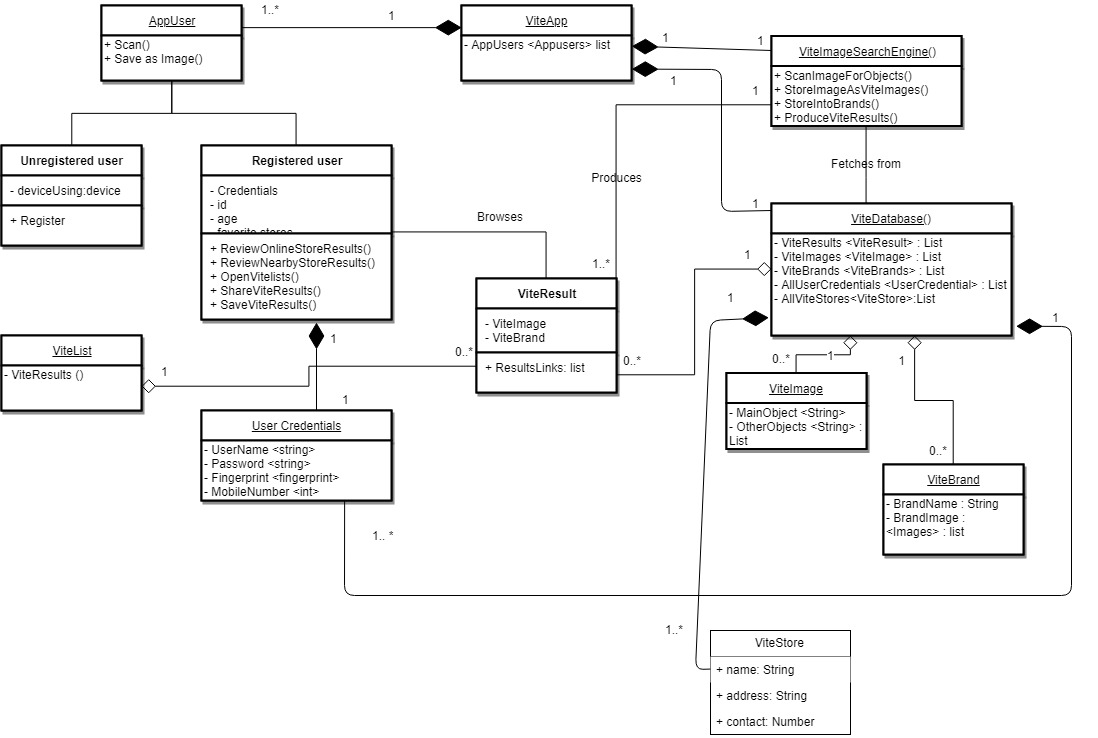 AppUser
+ Scan()
+ Save as Image()
1..*
1
ViteApp
- AppUsers <Appusers> list
1
1
1
ViteImageSearchEngine()
+ ScanImageForObjects()
+ StoreImageAsViteImages()
+ StoreIntoBrands()
+ ProduceViteResults()
1
Fetches from
Produces
Unregistered user
- deviceUsing:device
+ Register
Registered user
- Credentials
- id
- age
- favorite stores
+ ReviewOnlineStoreResults()
+ ReviewNearbyStoreResults()
+ OpenVitelists()
+ ShareViteResults()
+ SaveViteResults()
Browses
1
ViteDatabase()
- ViteResults <ViteResult> : List
- ViteImages <ViteImage> : List
- ViteBrands <ViteBrands> : List
- AllUserCredentials <UserCredential> : List
- AllViteStores<ViteStore>:List
1
1..*
1
1
ViteResult
- ViteImage
- ViteBrand
+ ResultsLinks: list
0..*
0..*
ViteList
- ViteResults ()
1
1
1
User Credentials
- UserName <string>
- Password <string>
- Fingerprint <fingerprint>
- MobileNumber <int>
1.. *
0..*
1
ViteImage
- MainObject <String>
- OtherObjects <String> :
List
1
0..*
ViteBrand
- BrandName : String
- BrandImage :
<Images> : list
1..*
ViteStore
+ name: String
+ address: String
+ contact: Number